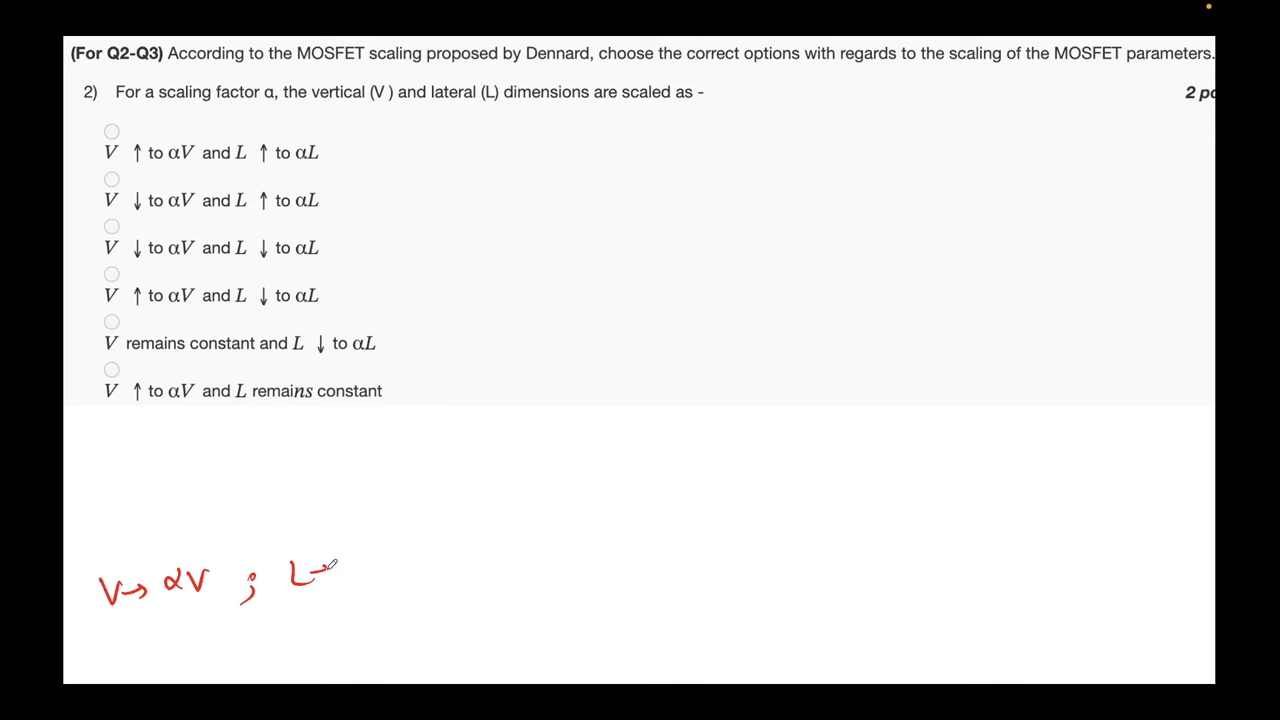 (For Q2-Q3) According to the MOSFET scaling proposed by Dennard, choose the correct options with regards to the scaling of the MOSFET parameters.
2) For a scaling factor α, the vertical (V ) and lateral (L) dimensions are scaled as - 2 po
V ↑ to αV and L ↑ to αL
V ↓ to αV and L ↑ to αL
V ↓ to αV and L ↓ to αL
V ↑ to αV and L ↓ to αL
V remains constant and L ↓ to αL
V ↑ to αV and L remains constant
V→ αV ; L→